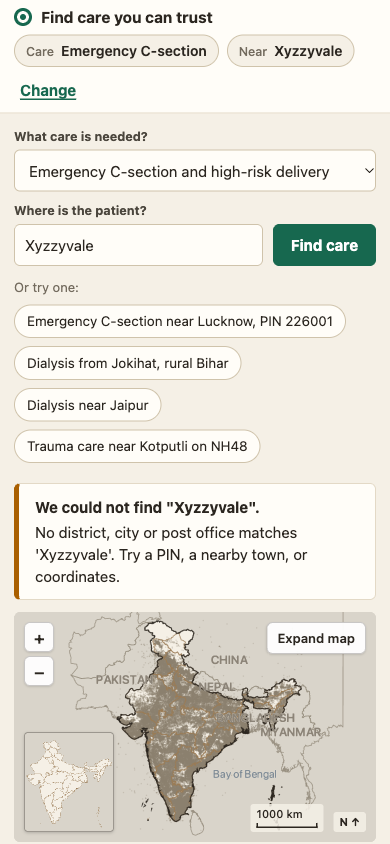 Find care you can trust
Care Emergency C-section
Near Xyzzyvale
Change
What care is needed?
Emergency C-section and high-risk delivery
Where is the patient?
Xyzzyvale
Find care
Or try one:
Emergency C-section near Lucknow, PIN 226001
Dialysis from Jokihat, rural Bihar
Dialysis near Jaipur
Trauma care near Kotputli on NH48
We could not find "Xyzzyvale".
No district, city or post office matches
'Xyzzyvale'. Try a PIN, a nearby town, or
coordinates.
+
−
Expand map
CHINA
PAKISTAN
NEPAL
BANGLADESH
MYANMAR
Bay of Bengal
1000 km
N ↑